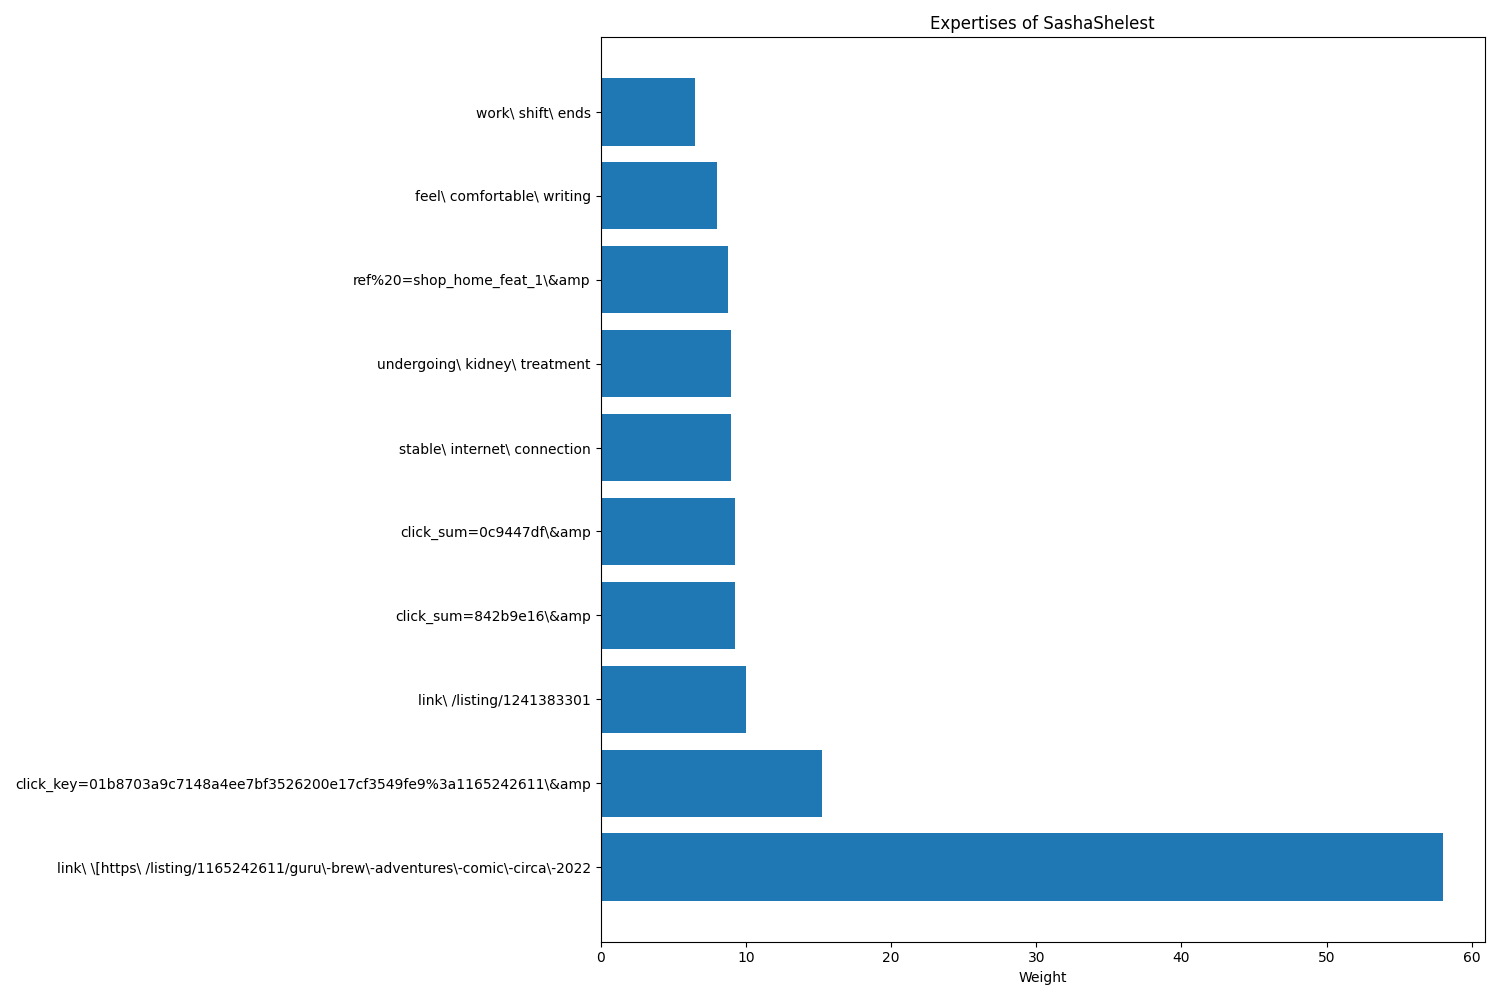 Expertises of SashaShelest
work\ shift\ ends
feel\ comfortable\ writing
ref%20=shop_home_feat_1\&amp
undergoing\ kidney\ treatment
stable\ internet\ connection
click_sum=0c9447df\&amp
click_sum=842b9e16\&amp
link\ /listing/1241383301
click_key=01b8703a9c7148a4ee7bf3526200e17cf3549fe9%3a1165242611\&amp
link\ \[https\ /listing/1165242611/guru\-brew\-adventures\-comic\-circa\-2022
0 10 20 30 40 50 60
Weight